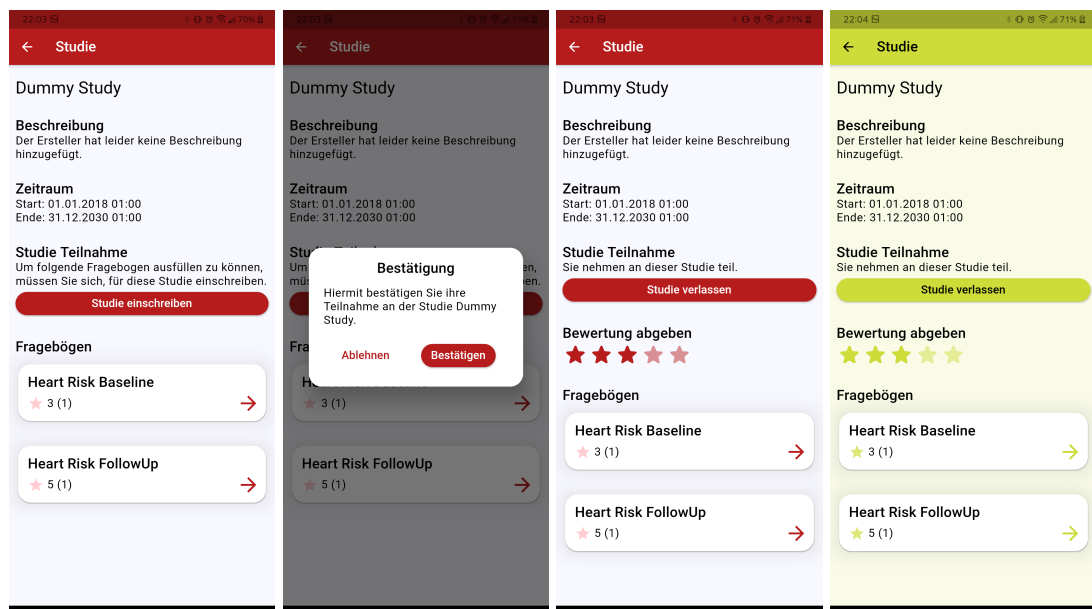 22:03
70%
Studie
Dummy Study
Beschreibung
Der Ersteller hat leider keine Beschreibung
hinzugefügt.
Zeitraum
Start: 01.01.2018 01:00
Ende: 31.12.2030 01:00
Studie Teilnahme
Um folgende Fragebogen ausfüllen zu können,
müssen Sie sich, für diese Studie einschreiben.
Studie einschreiben
Fragebögen
Heart Risk Baseline
3 (1)
Heart Risk FollowUp
5 (1)
22:03
71%
Studie
Dummy Study
Beschreibung
Der Ersteller hat leider keine Beschreibung
hinzugefügt.
Zeitraum
Start: 01.01.2018 01:00
Ende: 31.12.2030 01:00
Bestätigung
Hiermit bestätigen Sie ihre
Teilnahme an der Studie Dummy
Study.
Ablehnen
Bestätigen
3 (1)
Heart Risk FollowUp
5 (1)
22:03
71%
Studie
Dummy Study
Beschreibung
Der Ersteller hat leider keine Beschreibung
hinzugefügt.
Zeitraum
Start: 01.01.2018 01:00
Ende: 31.12.2030 01:00
Studie Teilnahme
Sie nehmen an dieser Studie teil.
Studie verlassen
Bewertung abgeben
Fragebögen
Heart Risk Baseline
3 (1)
Heart Risk FollowUp
5 (1)
22:04
71%
Studie
Dummy Study
Beschreibung
Der Ersteller hat leider keine Beschreibung
hinzugefügt.
Zeitraum
Start: 01.01.2018 01:00
Ende: 31.12.2030 01:00
Studie Teilnahme
Sie nehmen an dieser Studie teil.
Studie verlassen
Bewertung abgeben
Fragebögen
Heart Risk Baseline
3 (1)
Heart Risk FollowUp
5 (1)